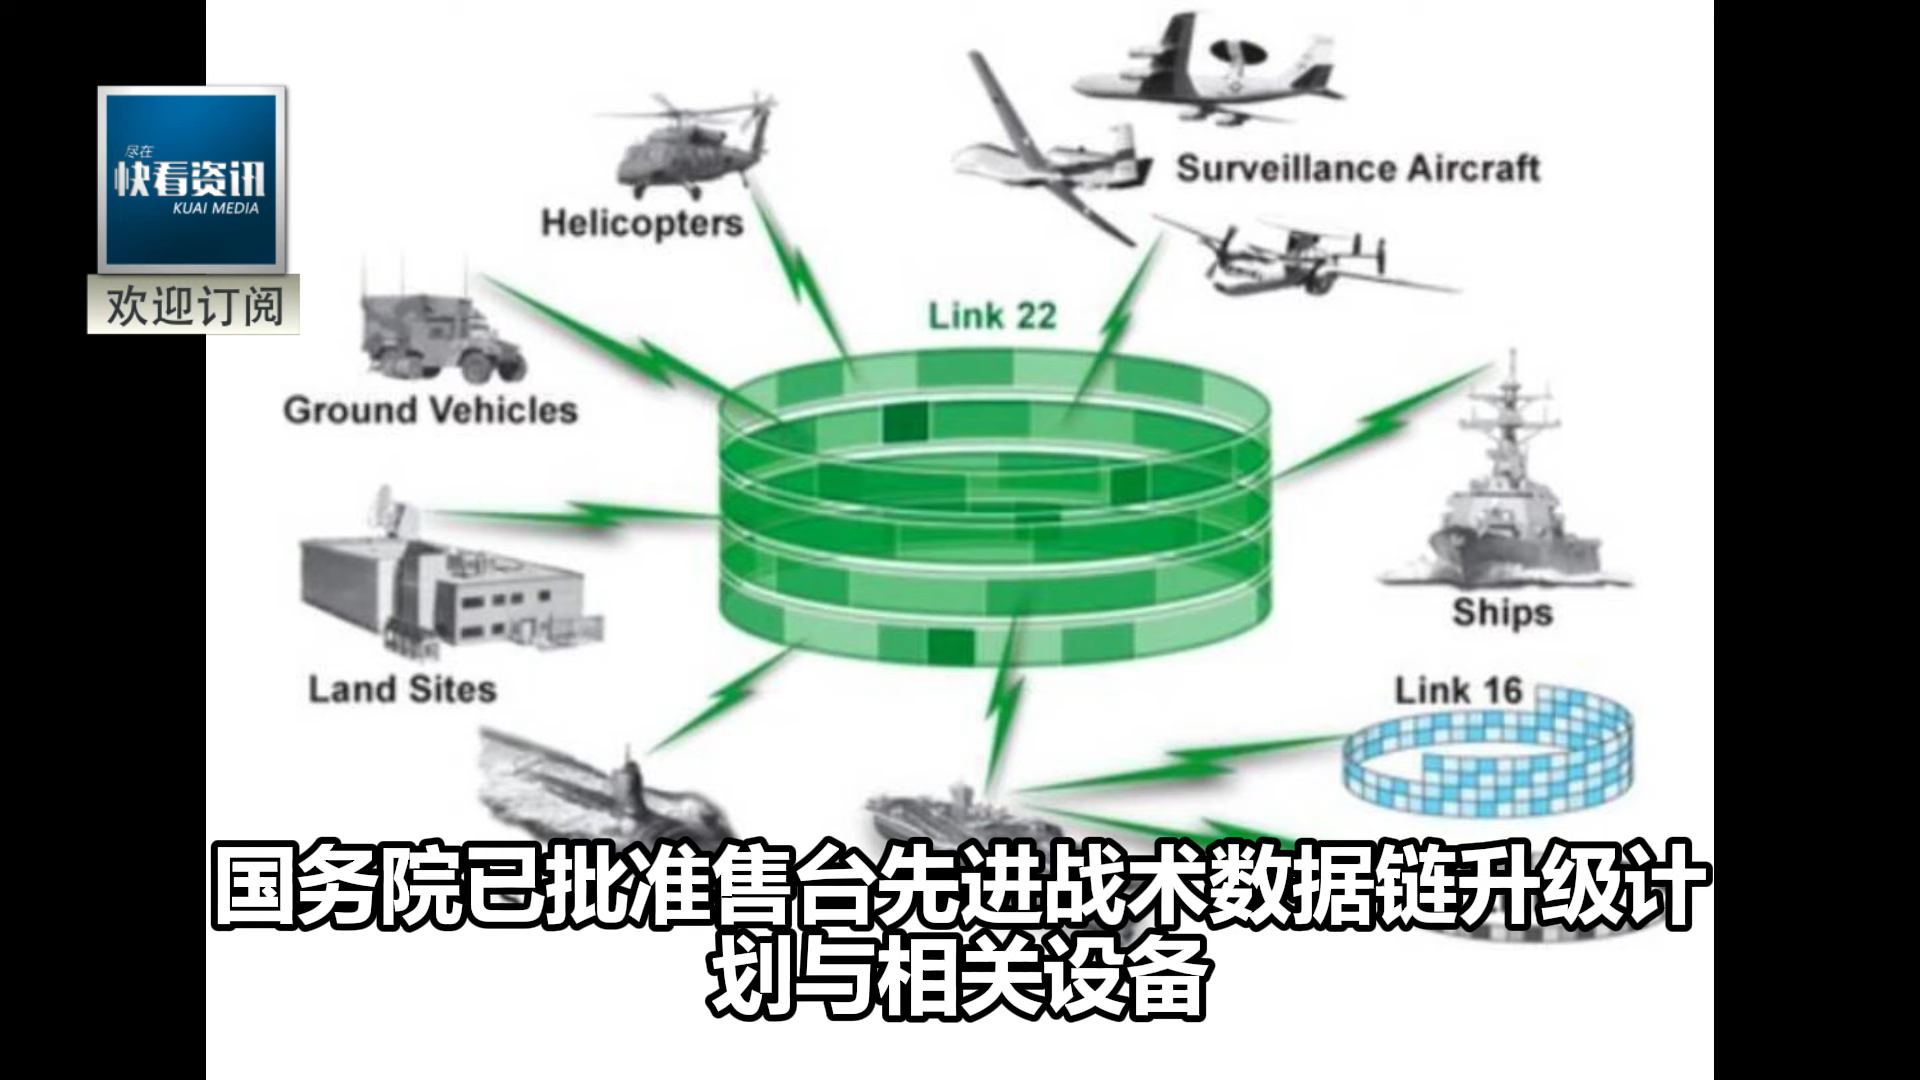 尽在
快看资讯
KUAI MEDIA
欢迎订阅
Helicopters
Surveillance Aircraft
Link 22
Ground Vehicles
Ships
Land Sites
Link 16
国务院已批准售台先进战术数据链升级计
划与相关设备